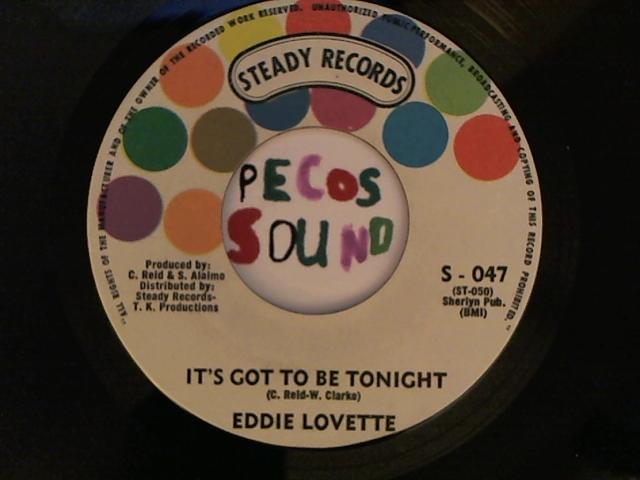 "ALL RIGHTS OF THE MANUFACTURER AND OF THE OWNER OF THE RECORDED WORK RESERVED. UNAUTHORIZED PUBLIC PERFORMANCE, BROADCASTING AND COPYING OF THIS RECORD PROHIBITED."
STEADY RECORDS
PECOS
SOUND
Produced by:
C. Reid & S. Alaimo
Distributed by:
Steady Records-
T. K. Productions
S - 047
(ST-050)
Sherlyn Pub.
(BMI)
IT'S GOT TO BE TONIGHT
(C. Reid-W. Clarke)
EDDIE LOVETTE